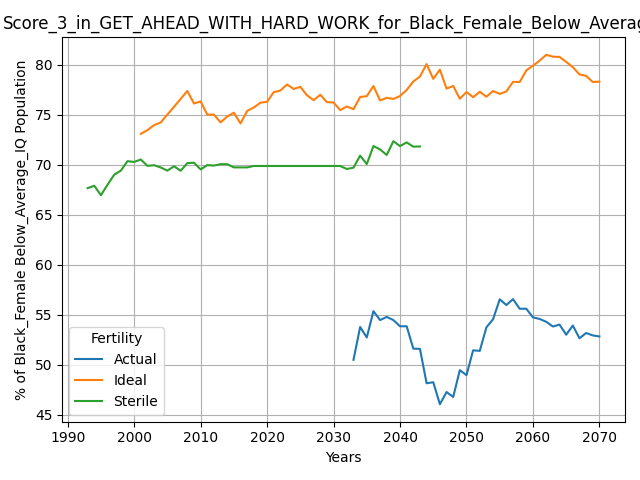 Score_3_in_GET_AHEAD_WITH_HARD_WORK_for_Black_Female_Below_Averag
% of Black_Female Below_Average_IQ Population
80
75
70
65
60
55
50
45
Fertility
Actual
Ideal
Sterile
1990 2000 2010 2020 2030 2040 2050 2060 2070
Years